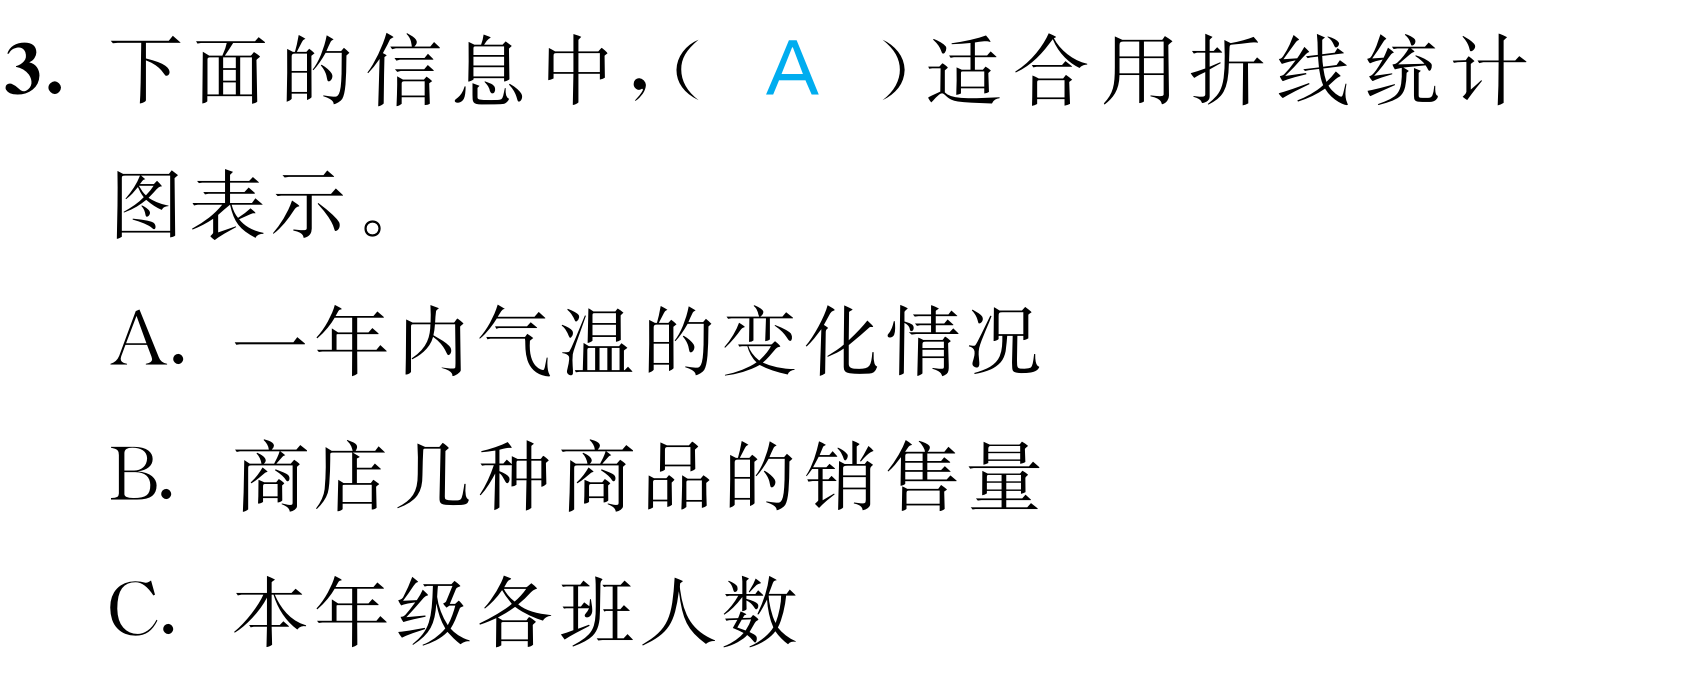 3. 下面的信息中,( A )适合用折线统计
图表示。
A. 一年内气温的变化情况
B. 商店几种商品的销售量
C. 本年级各班人数